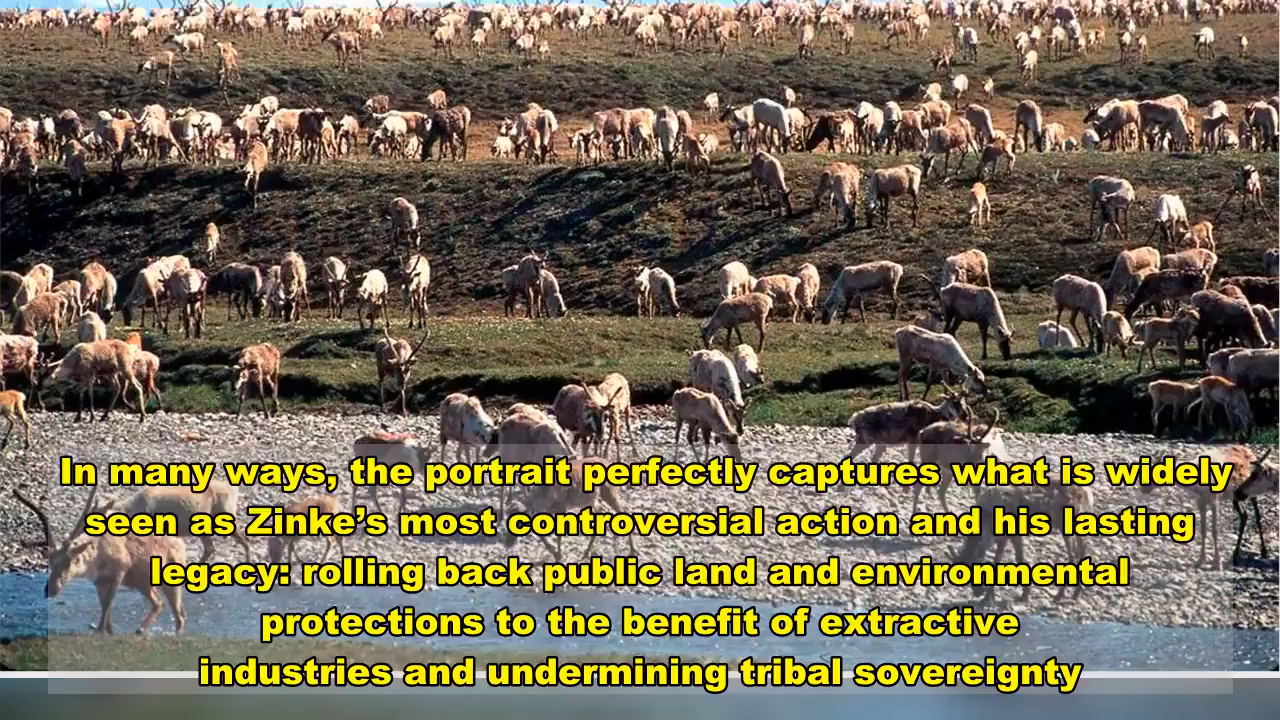 In many ways, the portrait perfectly captures what is widely
seen as Zinke’s most controversial action and his lasting
legacy: rolling back public land and environmental
protections to the benefit of extractive
industries and undermining tribal sovereignty